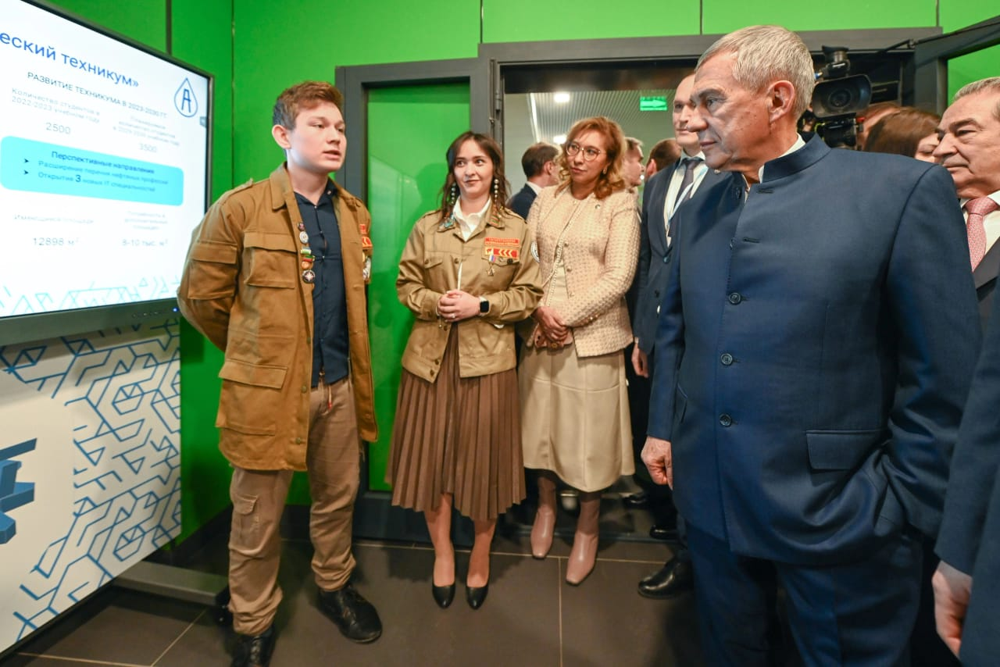 еский техникум»
РАЗВИТИЕ ТЕХНИКУМА В 2023-2030 ГГ.
Количество студентов в
2022-2023 учебном году
2500
Планируемое
количество студентов
в 2029-2030 учебном году
3500
Перспективные направления
Расширение перечня нефтяных профессий
Открытие 3 новых IT специальностей
Имеющиеся площади
12898 м²
дополнительных
8-10 тыс. м²